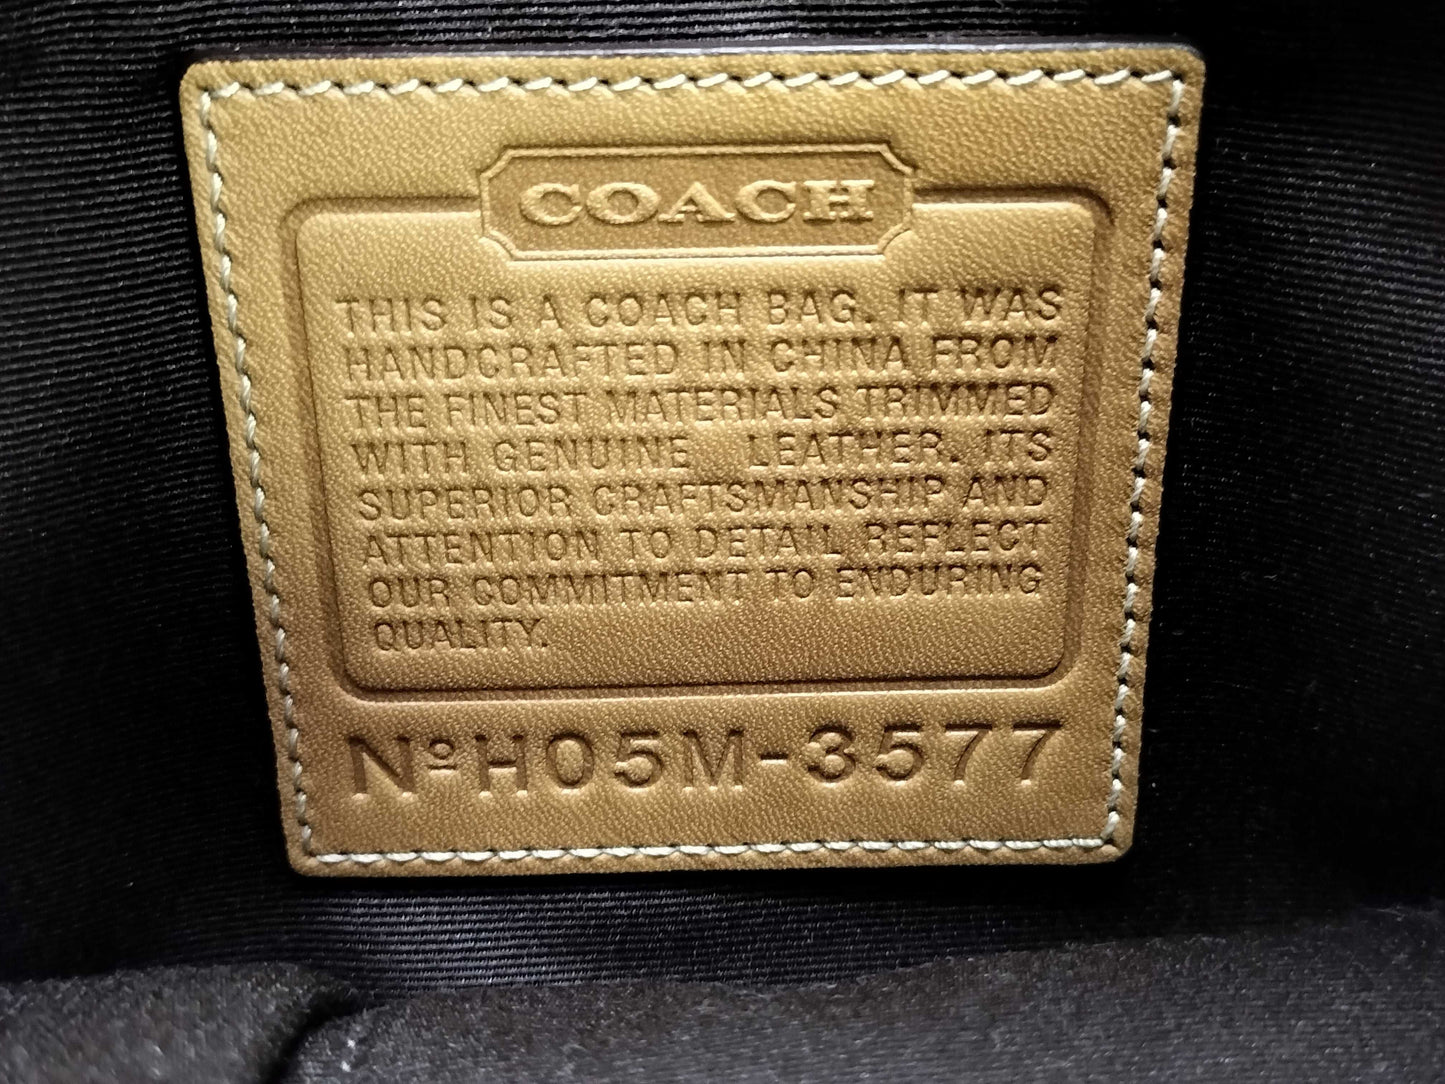 COACH
THIS IS A COACH BAG. IT WAS
HANDCRAFTED IN CHINA FROM
THE FINEST MATERIALS TRIMMED
WITH GENUINE LEATHER. ITS
SUPERIOR CRAFTSMANSHIP AND
ATTENTION TO DETAIL REFLECT
OUR COMMITMENT TO ENDURING
QUALITY.
Nº H05M-3577